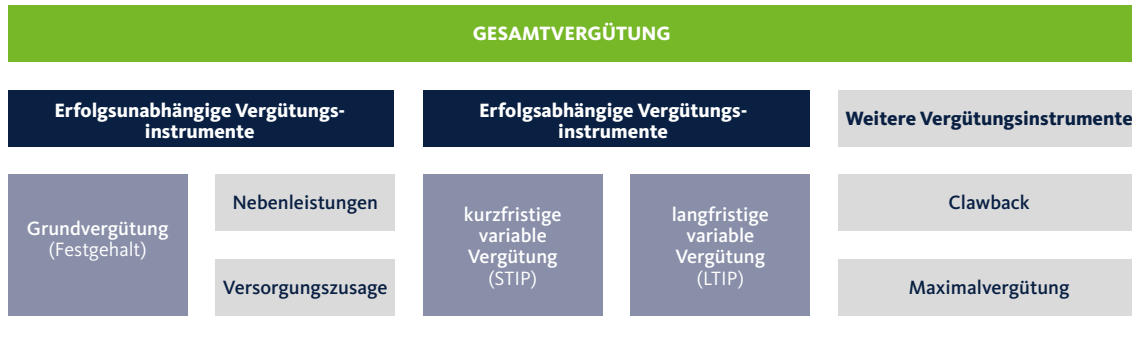 GESAMTVERGÜTUNG
Erfolgsunabhängige Vergütungs-
instrumente
Erfolgsabhängige Vergütungs-
instrumente
Weitere Vergütungsinstrumente
Grundvergütung
(Festgehalt)
Nebenleistungen
Versorgungszusage
kurzfristige
variable
Vergütung
(STIP)
langfristige
variable
Vergütung
(LTIP)
Clawback
Maximalvergütung